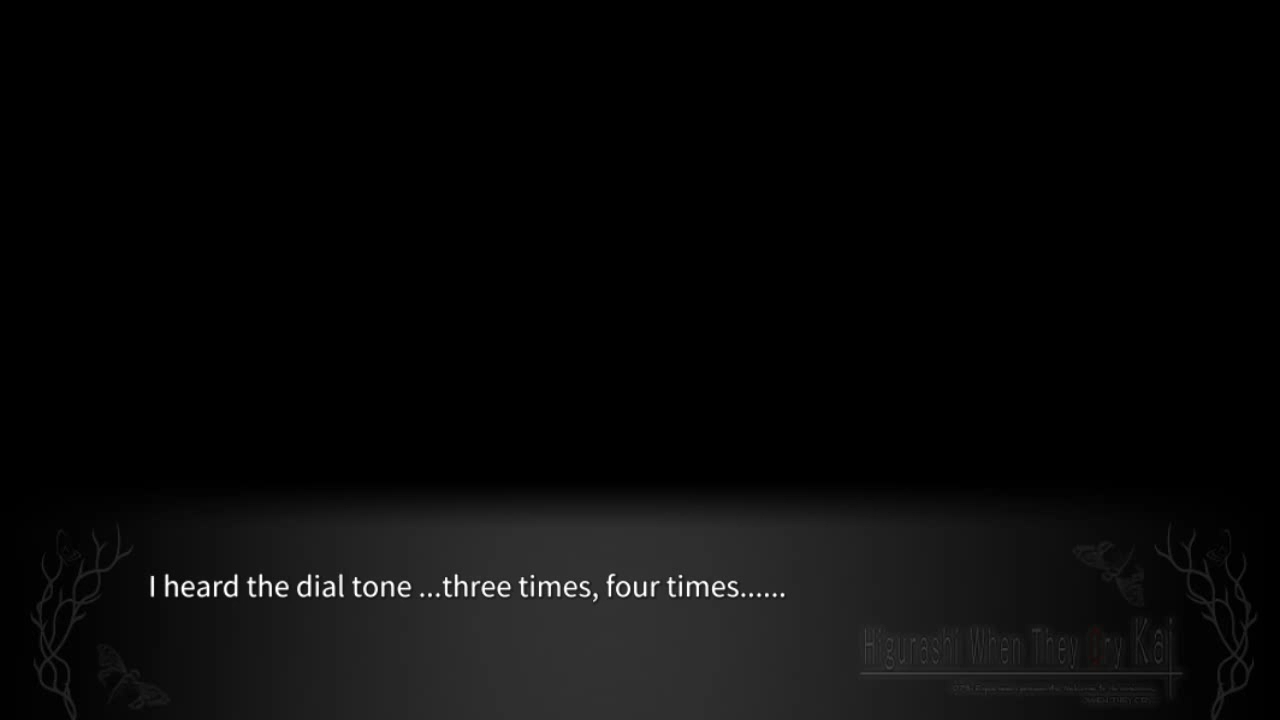 I heard the dial tone ...three times, four times......
Higurashi When They Cry Kai